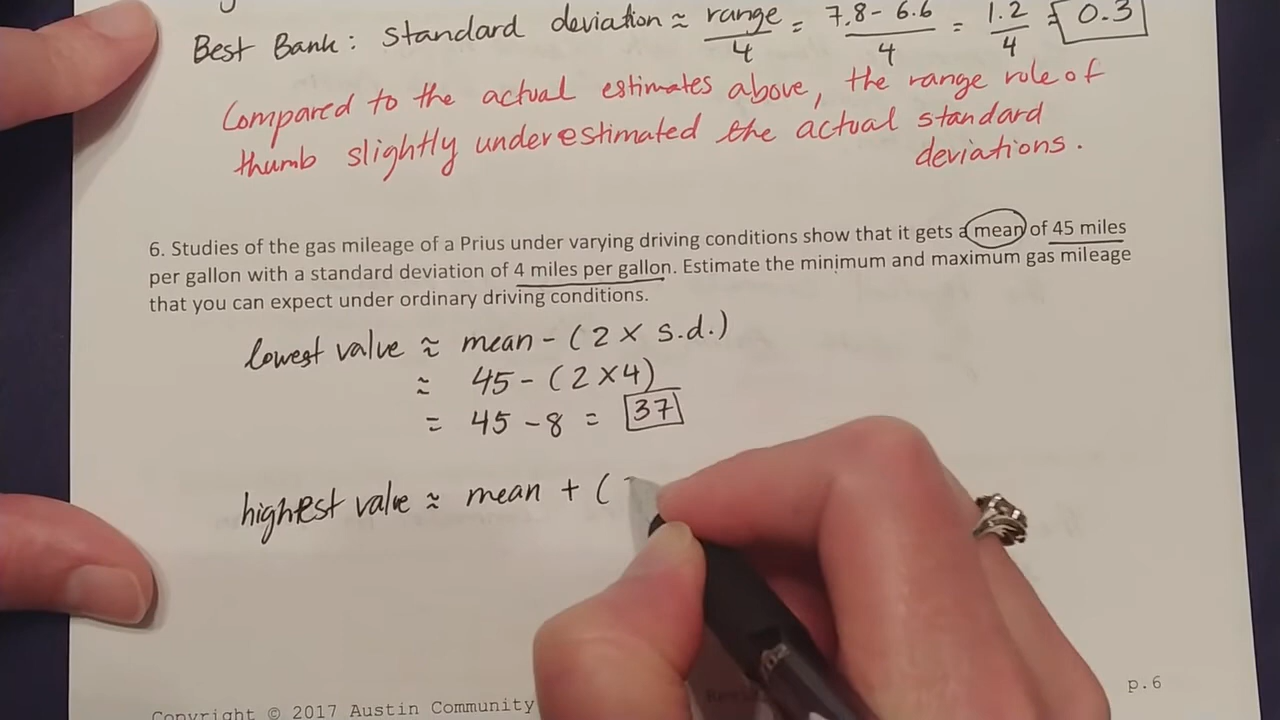 Best Bank: Standard deviation ≈ range/4 = 7.8 - 6.6/4 = 1.2/4 = 0.3
Compared to the actual estimates above, the range rule of
thumb slightly underestimated the actual standard
deviations.
6. Studies of the gas mileage of a Prius under varying driving conditions show that it gets a mean of 45 miles
per gallon with a standard deviation of 4 miles per gallon. Estimate the minimum and maximum gas mileage
that you can expect under ordinary driving conditions.
lowest value ≈ mean - (2 x s.d.)
≈ 45 - (2 x 4)
= 45 - 8 = 37
highest value ≈ mean + (
Copyright © 2017 Austin Community
p.6